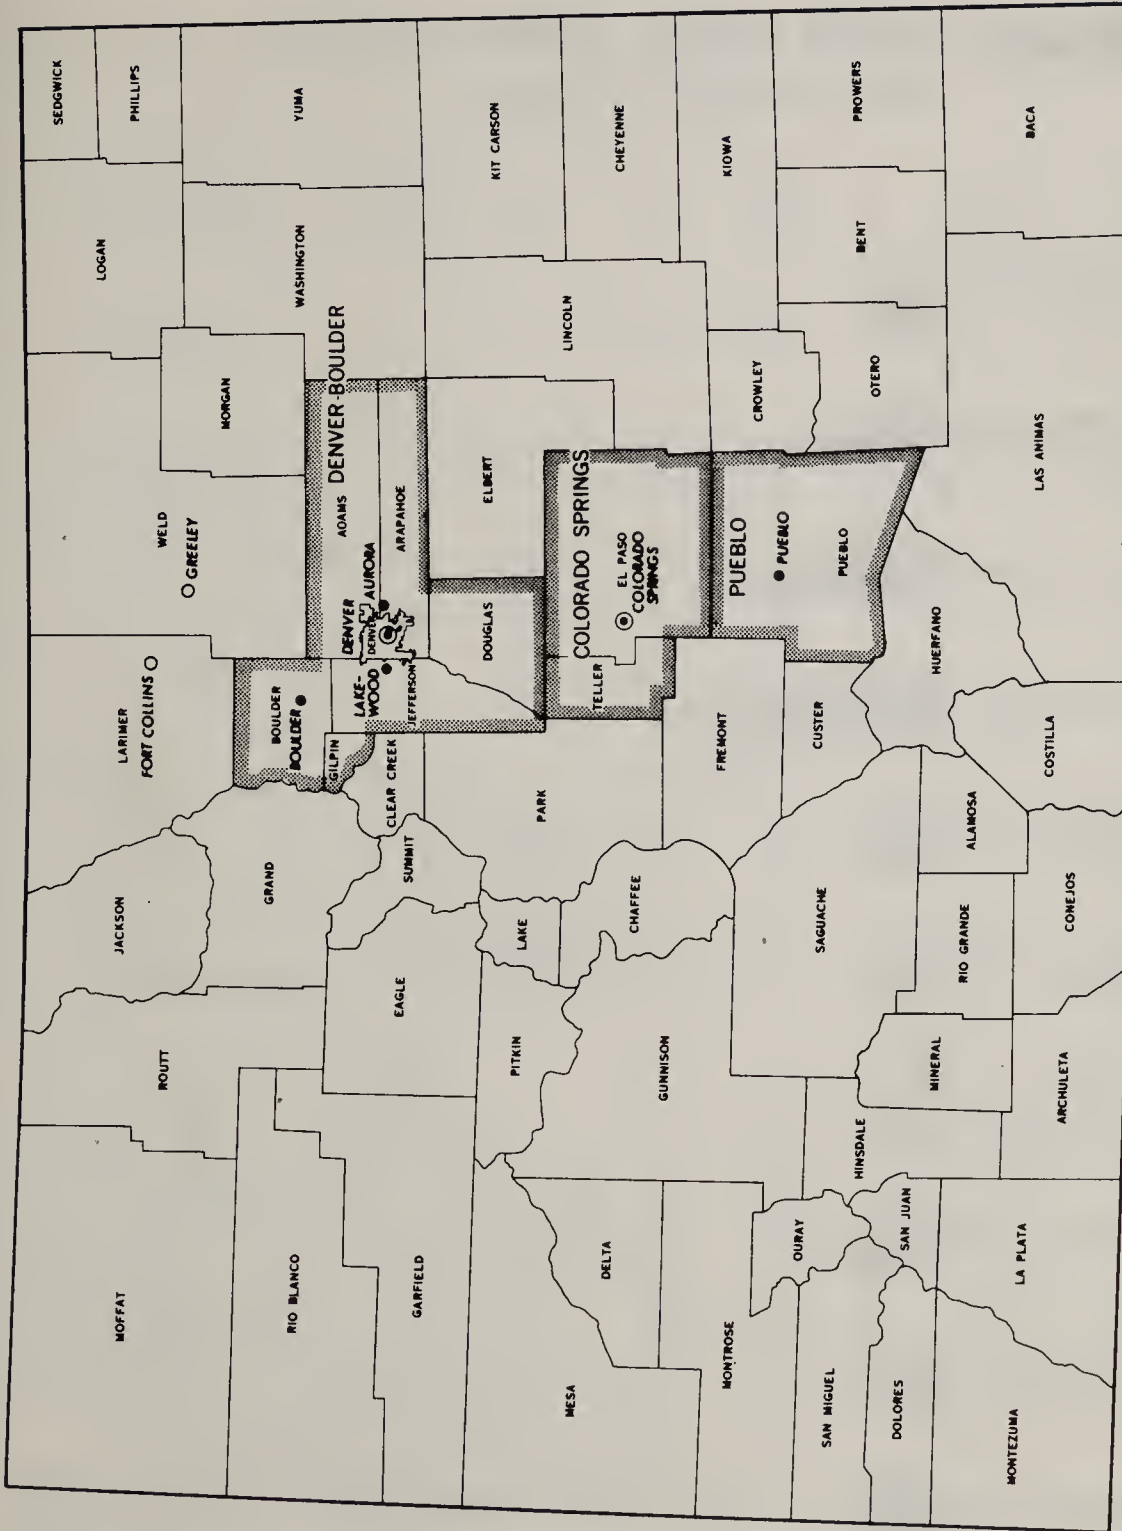 MOFFAT
ROUTT
JACKSON
LARIMER
FORT COLLINS
WELD
GREELEY
LOGAN
SEDGWICK
PHILLIPS
MORGAN
WASHINGTON
YUMA
RIO BLANCO
GRAND
BOULDER
BOULDER
GILPIN
ADAMS
DENVER-BOULDER
DENVER
DENVER
AURORA
LAKE-
WOOD
JEFFERSON
ARAPAHOE
GARFIELD
EAGLE
SUMMIT
CLEAR CREEK
DOUGLAS
ELBERT
LINCOLN
KIT CARSON
PITKIN
LAKE
PARK
MESA
DELTA
GUNNISON
CHAFFEE
TELLER
COLORADO SPRINGS
EL PASO
COLORADO
SPRINGS
CHEYENNE
MONTROSE
FREMONT
PUEBLO
PUEBLO
PUEBLO
CROWLEY
KIOWA
OURAY
HINSDALE
SAGUACHE
CUSTER
OTERO
BENT
PROWERS
SAN MIGUEL
DOLORES
SAN JUAN
MINERAL
RIO GRANDE
ALAMOSA
HUERFANO
LAS ANIMAS
BACA
MONTEZUMA
LA PLATA
ARCHULETA
CONEJOS
COSTILLA